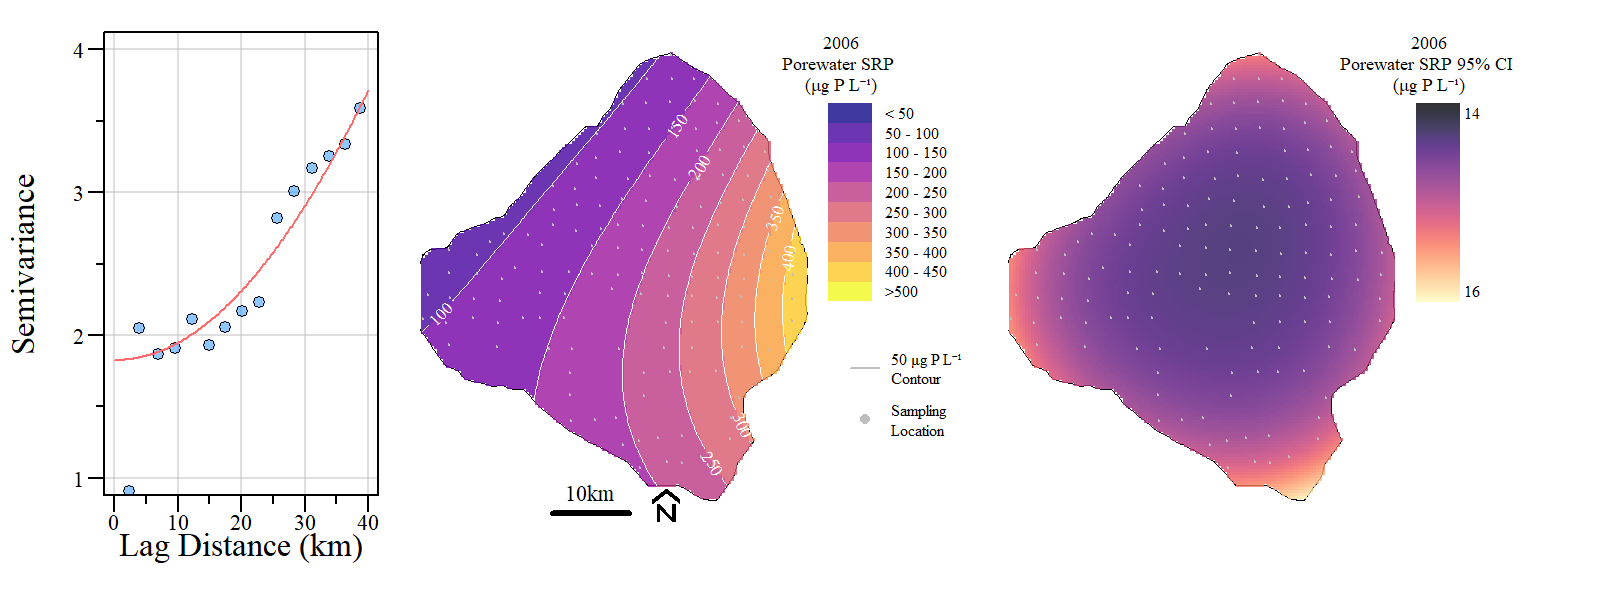 4
3
2
1
Semivariance
0 10 20 30 40
Lag Distance (km)
100
150
200
350
400
300
250
10km
N
2006
Porewater SRP
(μg P L⁻¹)
< 50
50 - 100
100 - 150
150 - 200
200 - 250
250 - 300
300 - 350
350 - 400
400 - 450
>500
50 μg P L⁻¹
Contour
Sampling
Location
2006
Porewater SRP 95% CI
(μg P L⁻¹)
14
16